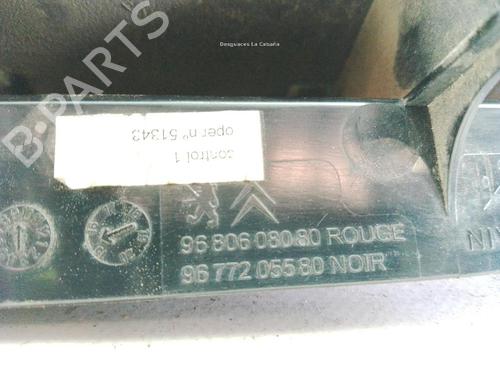 Desguaces La Cabaña
B-PARTS
control 1
oper nº 51343
96 806 080 80 ROUGE
96 772 055 80 NOIR